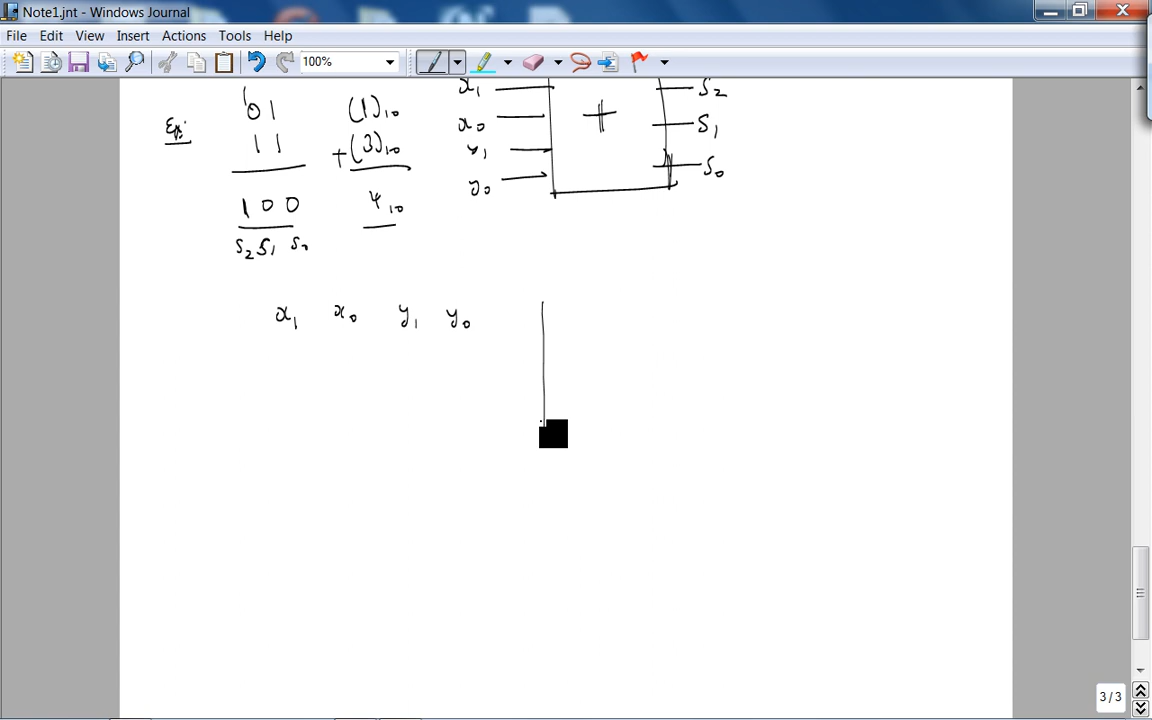 Note1.jnt - Windows Journal
File Edit View Insert Actions Tools Help
100%
x1 S2
01 (1)10
Ex: x0 + S1
11 +(3)10 y1
y0 S0
100 410
S2 S1 S0
x1 x0 y1 y0
3 / 3